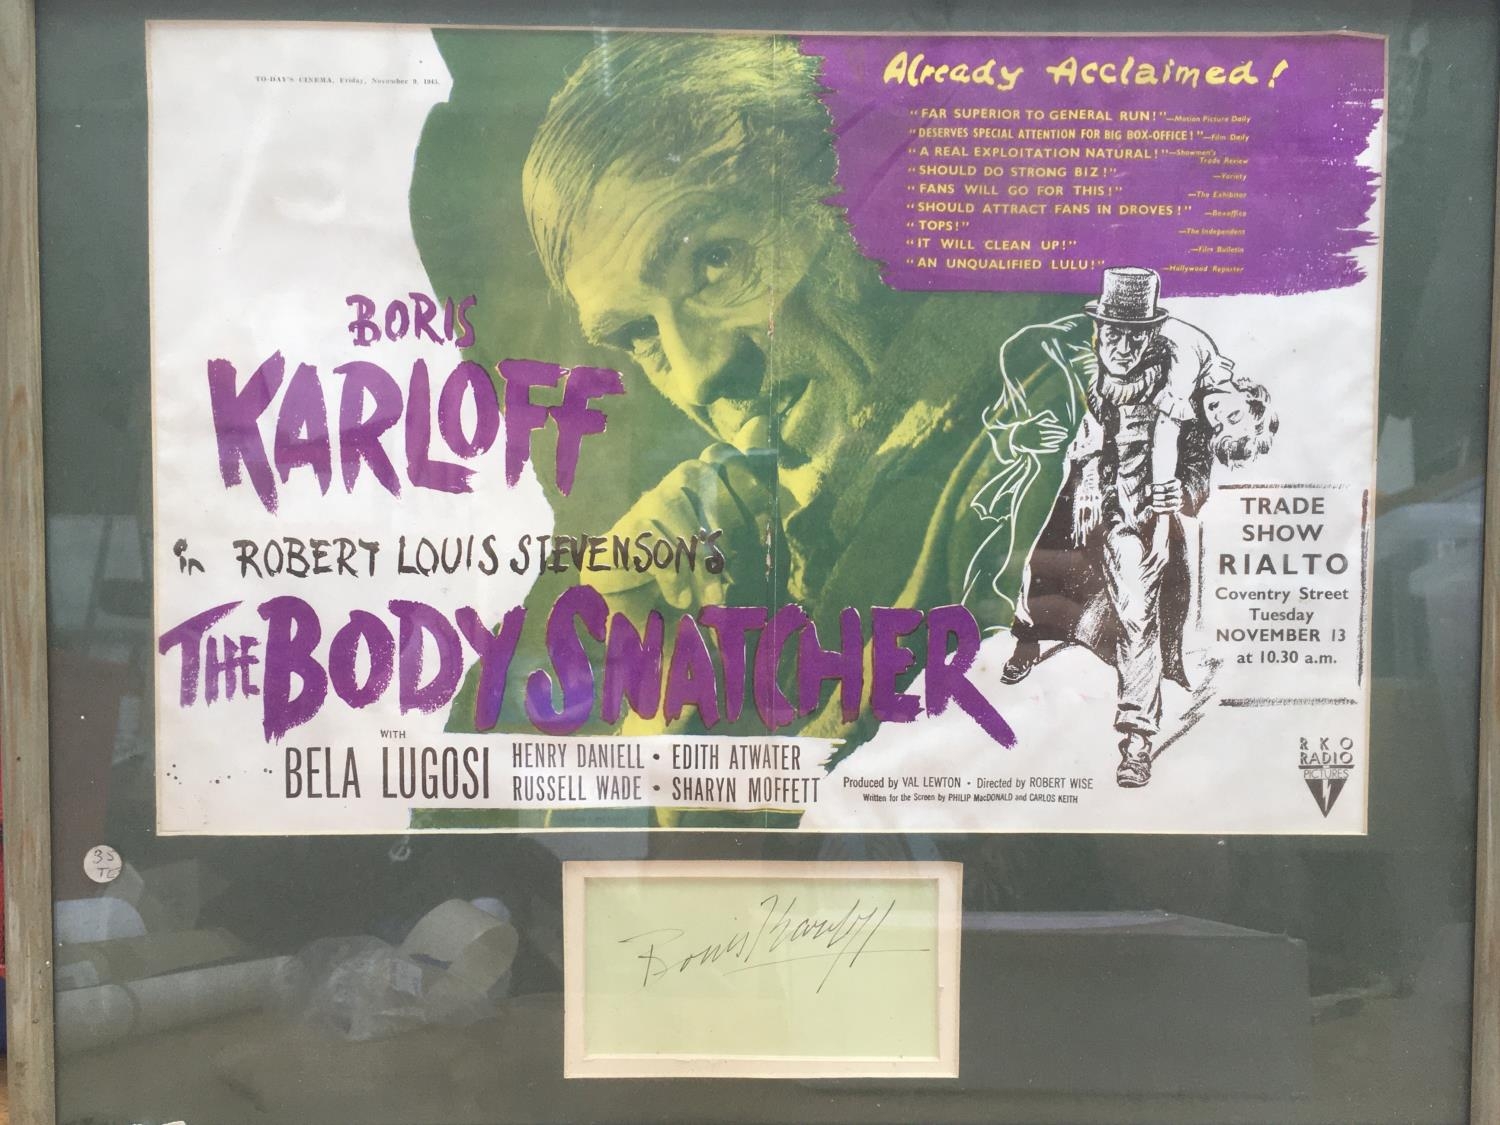 TO-DAY'S CINEMA, Friday, November 9, 1945.
Already Acclaimed!
"FAR SUPERIOR TO GENERAL RUN!"—Motion Picture Daily
"DESERVES SPECIAL ATTENTION FOR BIG BOX-OFFICE!"—Film Daily
"A REAL EXPLOITATION NATURAL!"—Showmen's
Trade Review
"SHOULD DO STRONG BIZ!" —Variety
"FANS WILL GO FOR THIS!" —The Exhibitor
"SHOULD ATTRACT FANS IN DROVES!" —Boxoffice
"TOPS!" —The Independent
"IT WILL CLEAN UP!" —Film Bulletin
"AN UNQUALIFIED LULU!" —Hollywood Reporter
BORIS
KARLOFF
in ROBERT LOUIS STEVENSON'S
THE BODY SNATCHER
WITH
BELA LUGOSI
HENRY DANIELL • EDITH ATWATER
RUSSELL WADE • SHARYN MOFFETT
Produced by VAL LEWTON • Directed by ROBERT WISE
Written for the Screen by PHILIP MacDONALD and CARLOS KEITH
TRADE
SHOW
RIALTO
Coventry Street
Tuesday
NOVEMBER 13
at 10.30 a.m.
RKO
RADIO
PICTURES
Boris Karloff